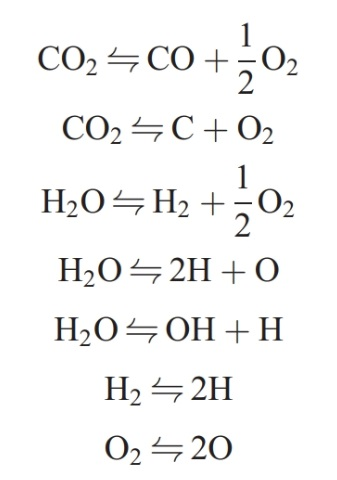 CO₂ ⇋ CO + 1/2 O₂
CO₂ ⇋ C + O₂
H₂O ⇋ H₂ + 1/2 O₂
H₂O ⇋ 2H + O
H₂O ⇋ OH + H
H₂ ⇋ 2H
O₂ ⇋ 2O